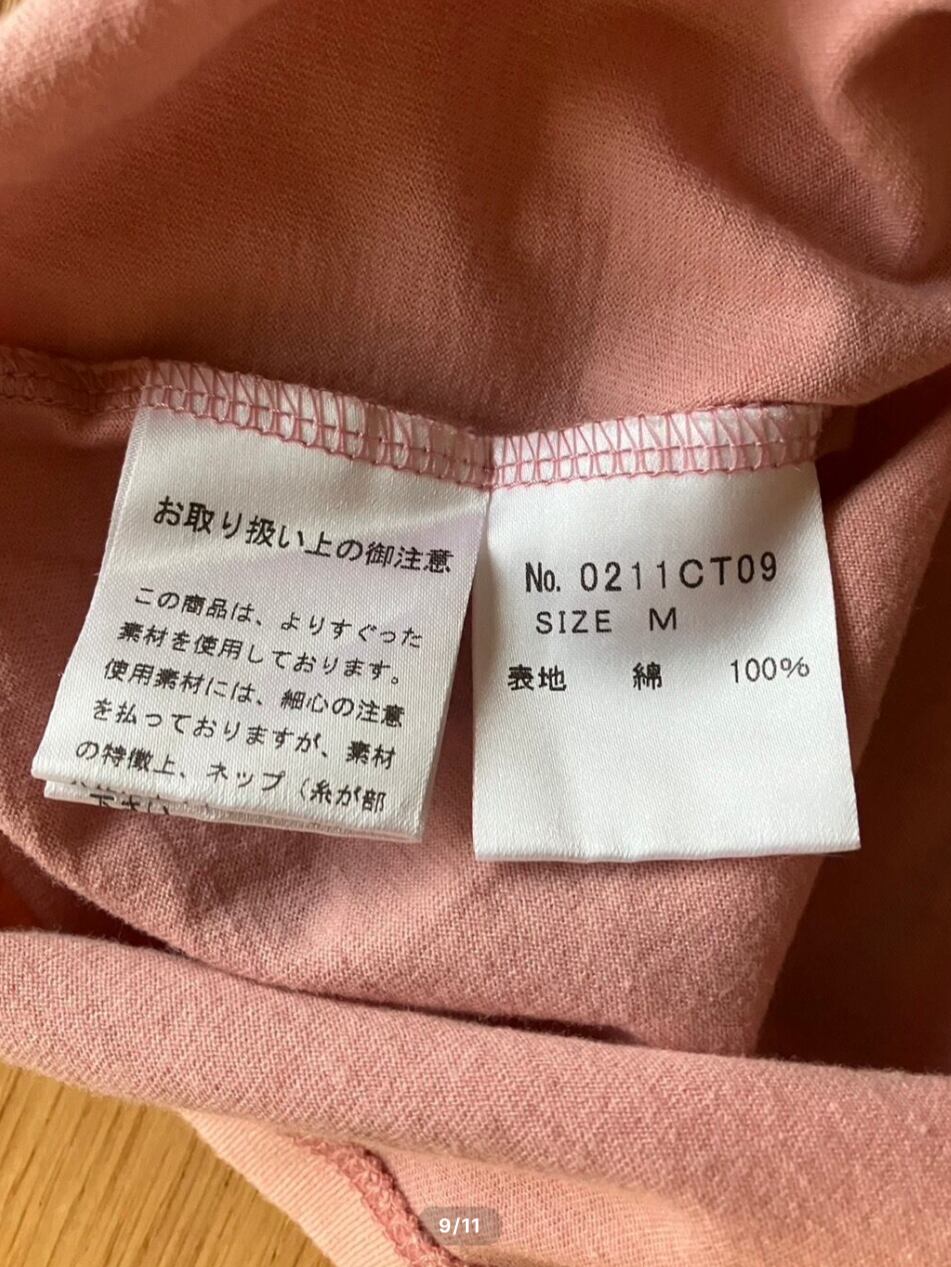 お取り扱い上の御注意
この商品は、よりすぐった
素材を使用しております。
使用素材には、細心の注意
を払っておりますが、素材
の特徴上、ネップ（糸が部
下さい
No. 0211CT09
SIZE M
表地 綿 100%
9/11